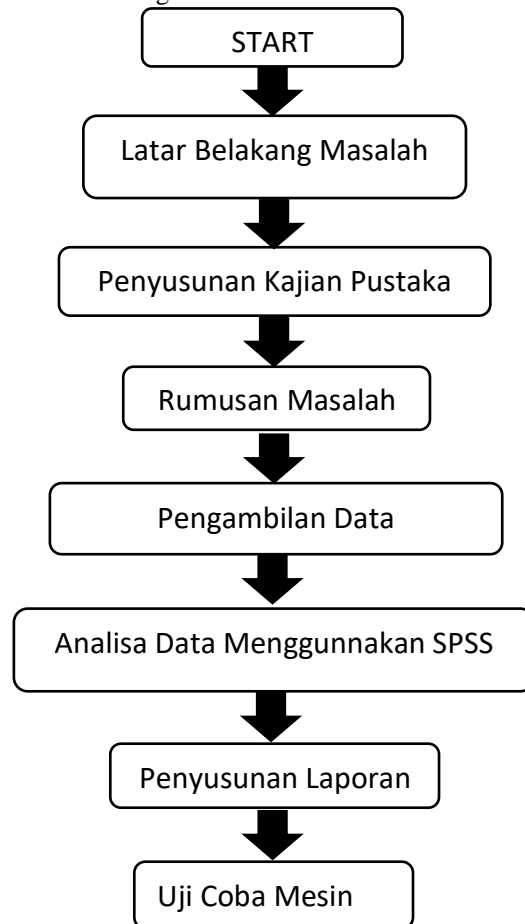 START
Latar Belakang Masalah
Penyusunan Kajian Pustaka
Rumusan Masalah
Pengambilan Data
Analisa Data Menggunnakan SPSS
Penyusunan Laporan
Uji Coba Mesin